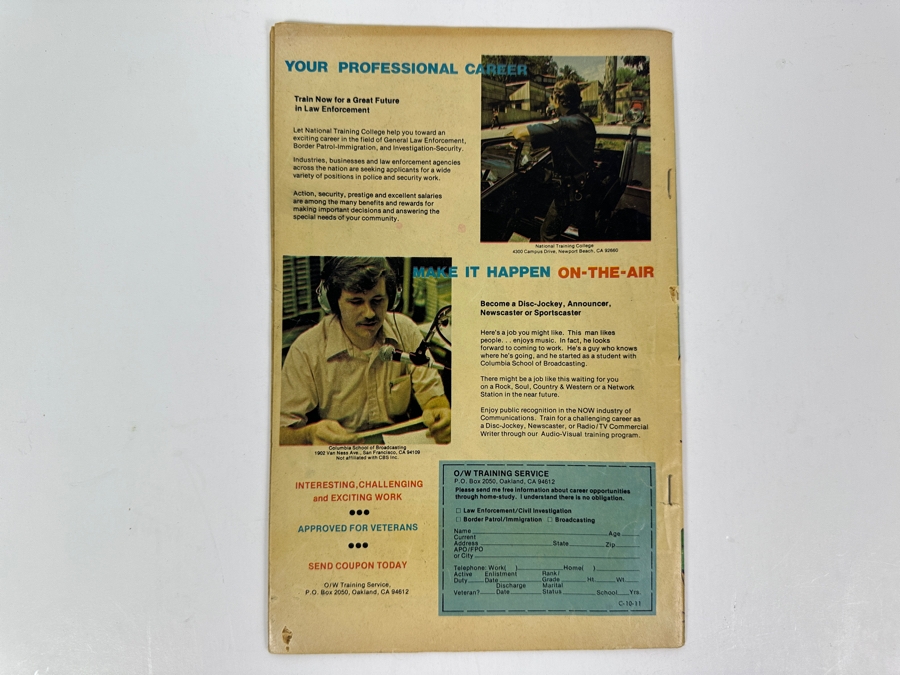 YOUR PROFESSIONAL CAREER
Train Now for a Great Future
in Law Enforcement
Let National Training College help you toward an
exciting career in the field of General Law Enforcement,
Border Patrol-Immigration, and Investigation-Security.
Industries, businesses and law enforcement agencies
across the nation are seeking applicants for a wide
variety of positions in police and security work.
Action, security, prestige and excellent salaries
are among the many benefits and rewards for
making important decisions and answering the
special needs of your community.
National Training College
4300 Campus Drive, Newport Beach, CA 92660
MAKE IT HAPPEN ON-THE-AIR
Become a Disc-Jockey, Announcer,
Newscaster or Sportscaster
Here's a job you might like. This man likes
people. . . enjoys music. In fact, he looks
forward to coming to work. He's a guy who knows
where he's going, and he started as a student with
Columbia School of Broadcasting.
There might be a job like this waiting for you
on a Rock, Soul, Country & Western or a Network
Station in the near future.
Enjoy public recognition in the NOW industry of
Communications. Train for a challenging career as
a Disc-Jockey, Newscaster, or Radio/TV Commercial
Writer through our Audio-Visual training program.
Columbia School of Broadcasting
1902 Van Ness Ave., San Francisco, CA 94109
Not affiliated with CBS Inc.
INTERESTING, CHALLENGING
and EXCITING WORK
APPROVED FOR VETERANS
SEND COUPON TODAY
O/W Training Service,
P.O. Box 2050, Oakland, CA 94612
O/W TRAINING SERVICE
P.O. Box 2050, Oakland, CA 94612
Please send me free information about career opportunities
through home-study. I understand there is no obligation.
Law Enforcement/Civil Investigation
Border Patrol/Immigration Broadcasting
Name Age
Current
Address State Zip
APO/FPO
or City
Telephone: Work( ) Home( )
Active Enlistment Rank/
Duty Date Grade Ht. Wt.
Discharge Marital
Veteran? Date Status School Yrs.
C-10-11